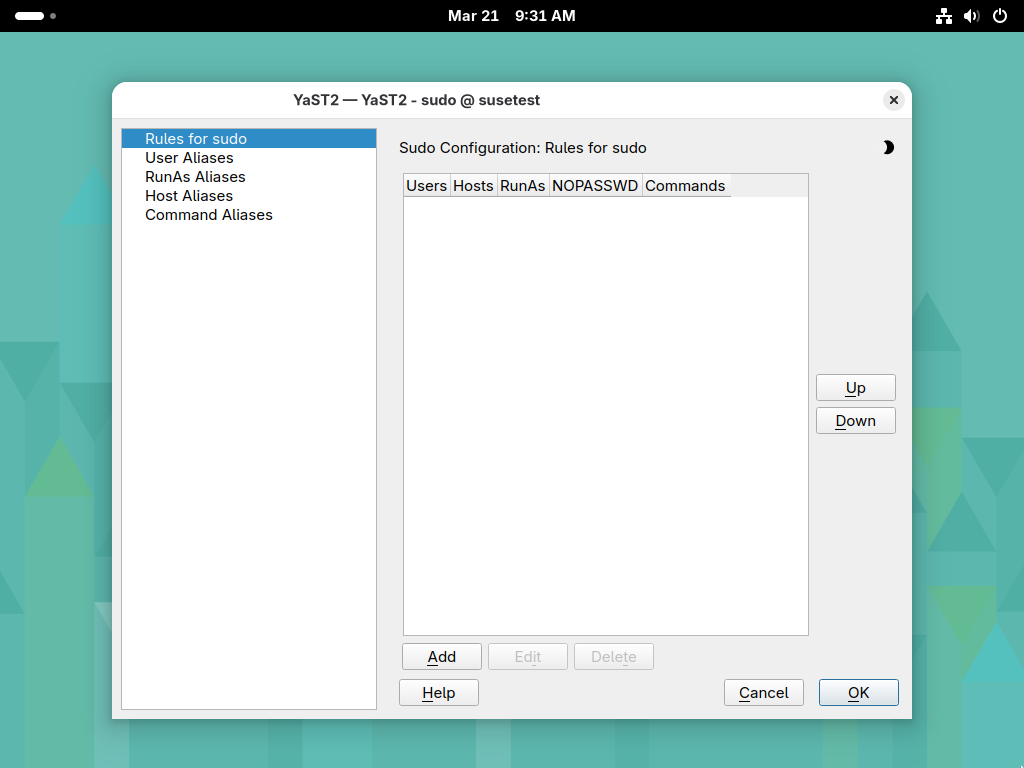 Mar 21 9:31 AM
YaST2 — YaST2 - sudo @ susetest
Rules for sudo
User Aliases
RunAs Aliases
Host Aliases
Command Aliases
Sudo Configuration: Rules for sudo
Users Hosts RunAs NOPASSWD Commands
Up
Down
Add Edit Delete
Help Cancel OK